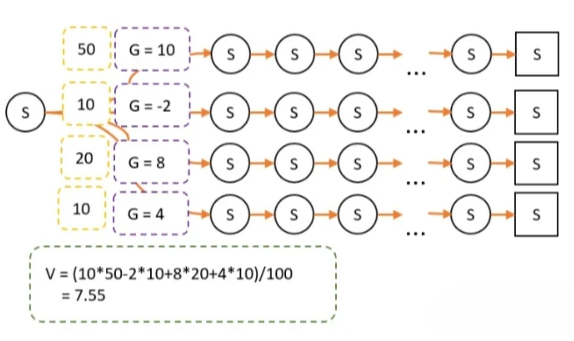 50 G = 10 S S S ... S S
S 10 G = -2 S S S ... S S
20 G = 8 S S S ... S S
10 G = 4 S S S ... S S
V = (10*50-2*10+8*20+4*10)/100
= 7.55